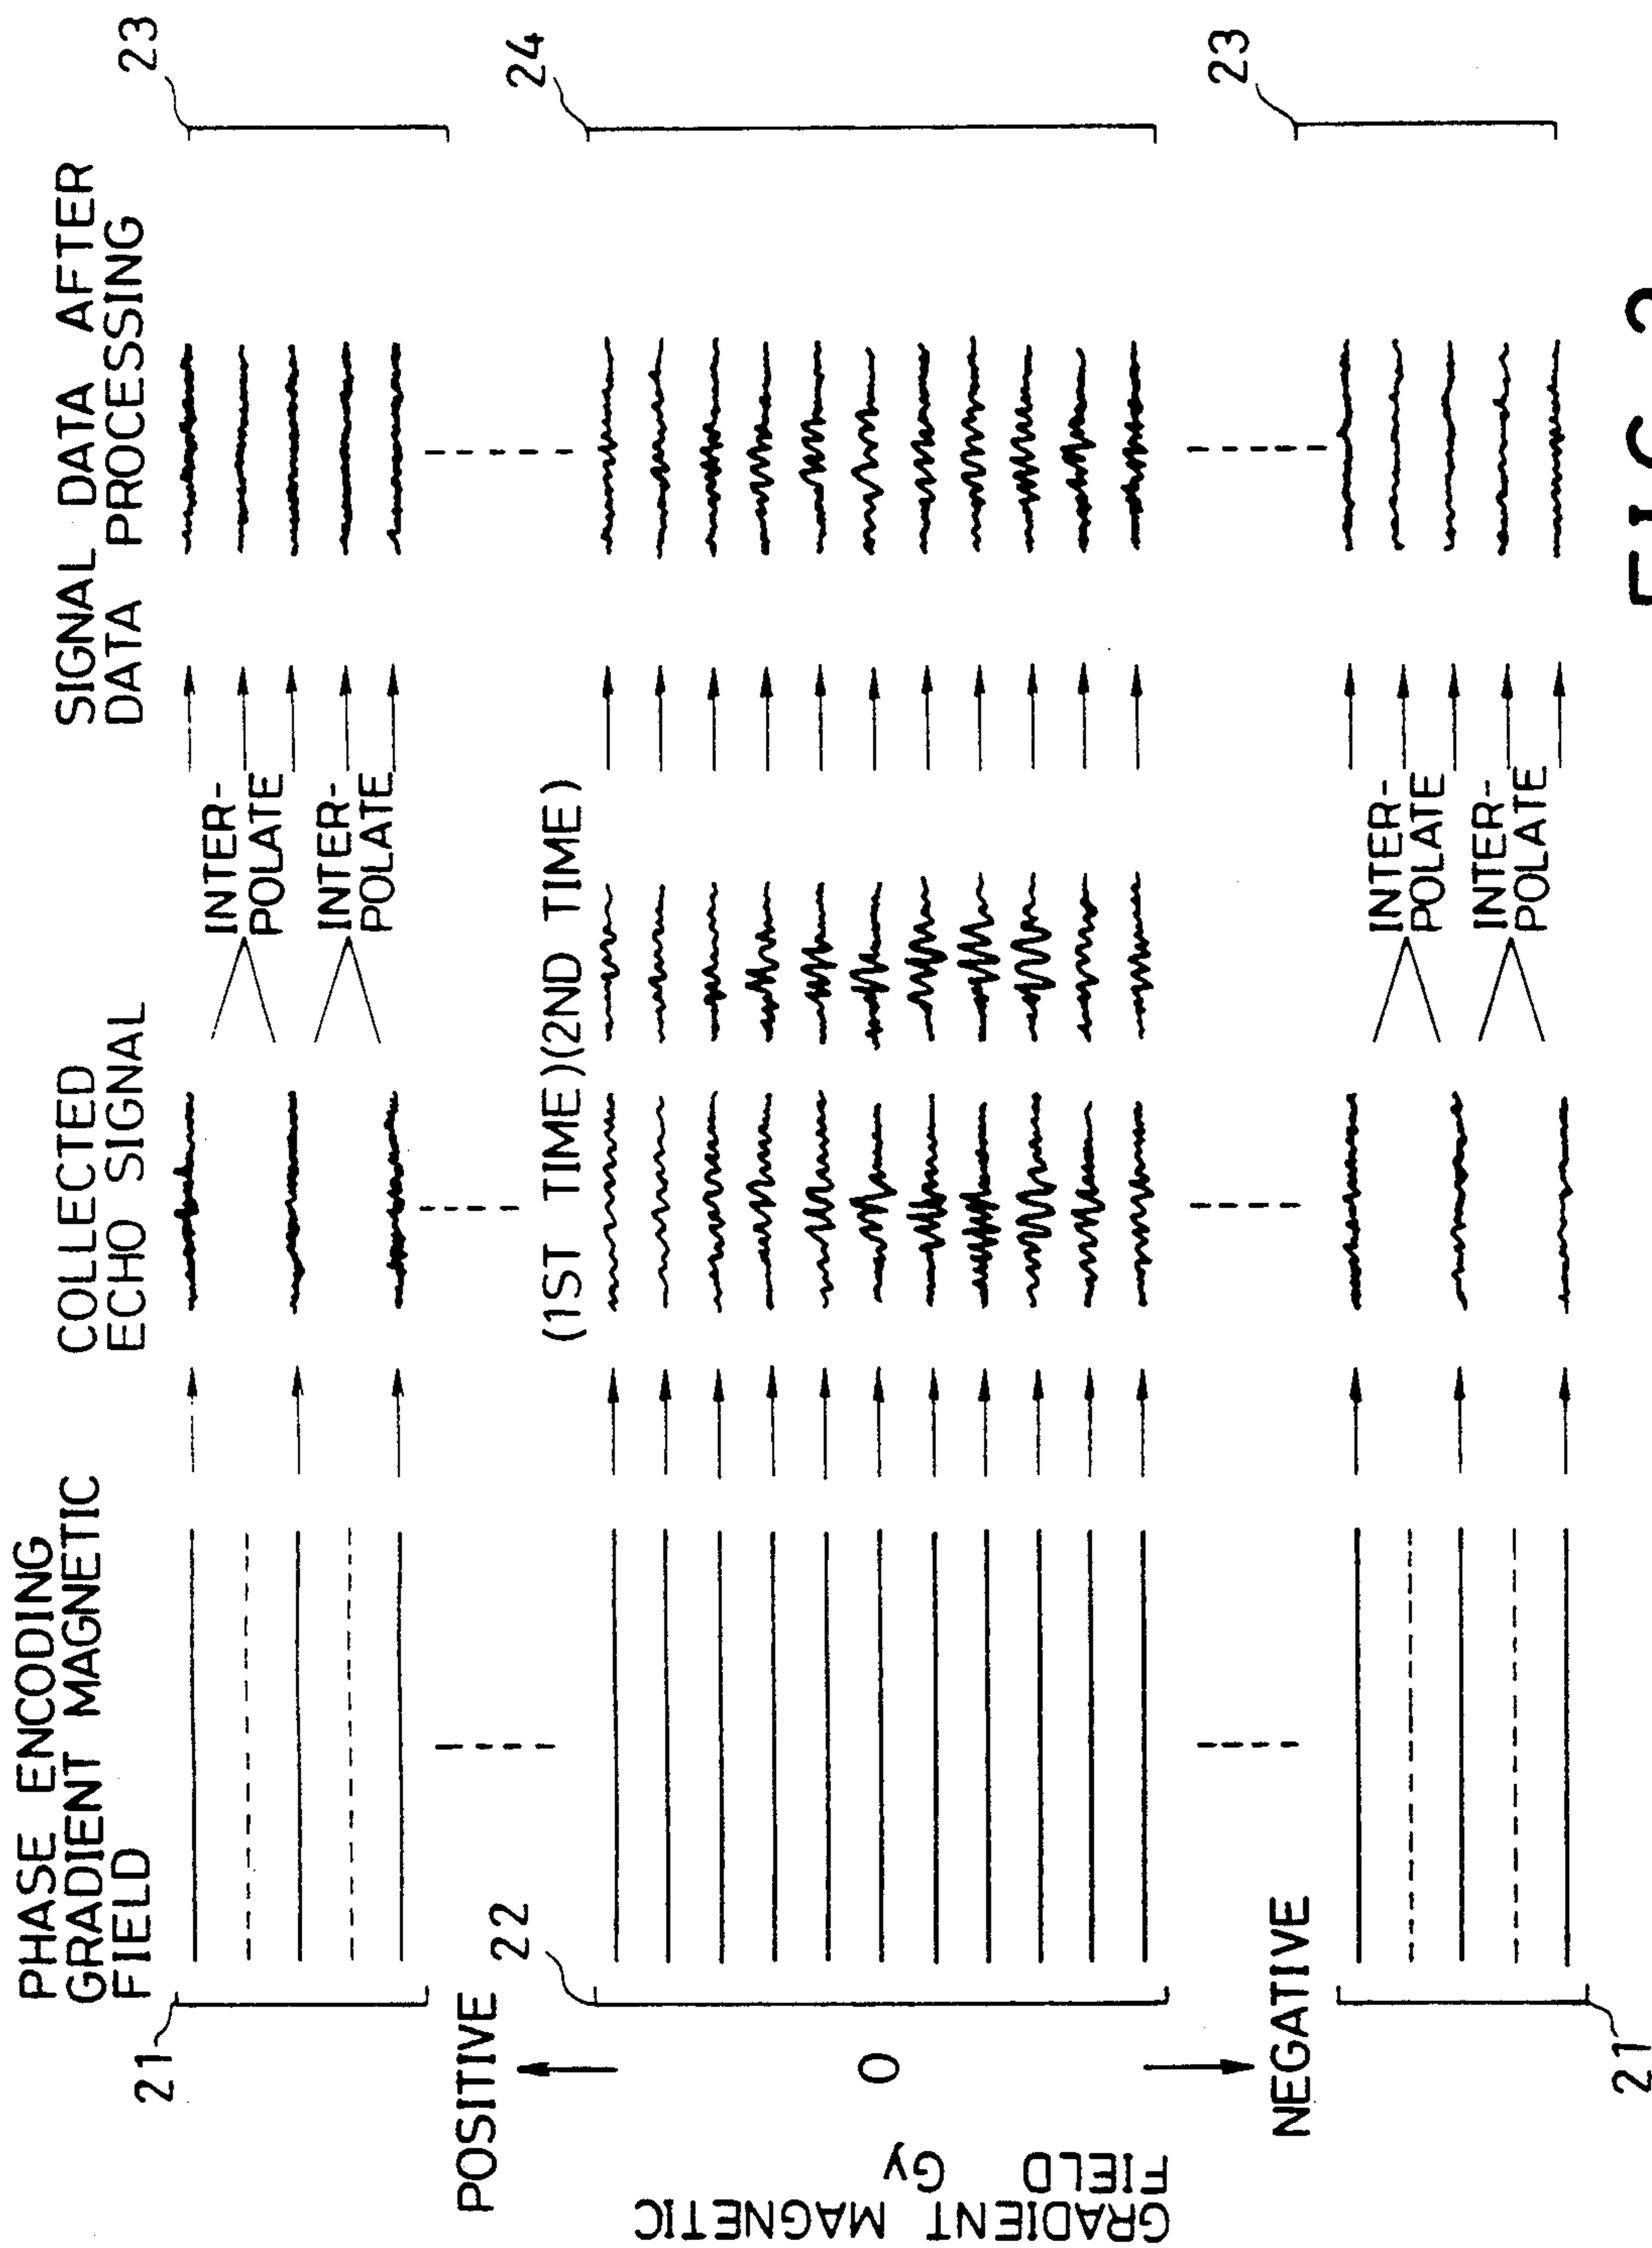 PHASE ENCODING
GRADIENT MAGNETIC
FIELD
COLLECTED
ECHO SIGNAL
SIGNAL DATA AFTER
DATA PROCESSING
21
23
INTER-
POLATE
INTER-
POLATE
POSITIVE
22
(1ST TIME)(2ND TIME)
24
0
GRADIENT MAGNETIC
FIELD Gy
NEGATIVE
23
INTER-
POLATE
INTER-
POLATE
21